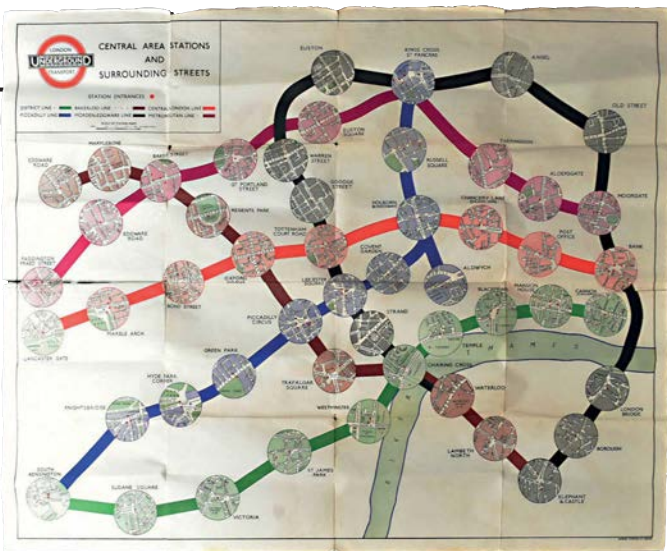 LONDON
UNDERGROUND
TRANSPORT
CENTRAL AREA STATIONS
AND
SURROUNDING STREETS
STATION ENTRANCES
DISTRICT LINE BAKERLOO LINE CENTRAL LONDON LINE
PICCADILLY LINE MORDEN-EDGWARE LINE METROPOLITAN LINE
EUSTON
KINGS CROSS
ST PANCRAS
ANGEL
OLD STREET
EUSTON
SQUARE
FARRINGDON
MARYLEBONE
EDGWARE
ROAD
BAKER STREET
GT PORTLAND
STREET
WARREN
STREET
RUSSELL
SQUARE
ALDERSGATE
MOORGATE
GOODGE
STREET
REGENTS PARK
HOLBORN
CHANCERY LANE
EDGWARE
ROAD
TOTTENHAM
COURT ROAD
COVENT
GARDEN
POST
OFFICE
BANK
PADDINGTON
PRAED STREET
OXFORD
BOND STREET
LEICESTER
SQUARE
ALDWYCH
MARBLE ARCH
LANCASTER GATE
PICCADILLY
CIRCUS
STRAND
BLACKFRIARS
MANSION
HOUSE
CANNON
TEMPLE
THAMES
GREEN PARK
HYDE PARK
CORNER
TRAFALGAR
SQUARE
CHARING CROSS
WATERLOO
KNIGHTSBRIDGE
WESTMINSTER
LONDON
BRIDGE
LAMBETH
NORTH
BOROUGH
SOUTH
KENSINGTON
SLOANE SQUARE
VICTORIA
ST JAMES
PARK
ELEPHANT
& CASTLE